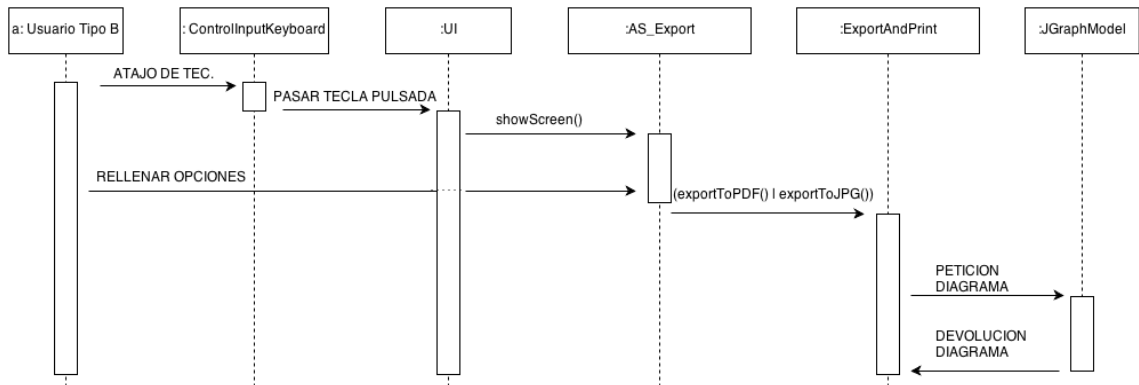 a: Usuario Tipo B
: ControlInputKeyboard
:UI
:AS_Export
:ExportAndPrint
:JGraphModel
ATAJO DE TEC.
PASAR TECLA PULSADA
showScreen()
RELLENAR OPCIONES
(exportToPDF() | exportToJPG())
PETICION
DIAGRAMA
DEVOLUCION
DIAGRAMA